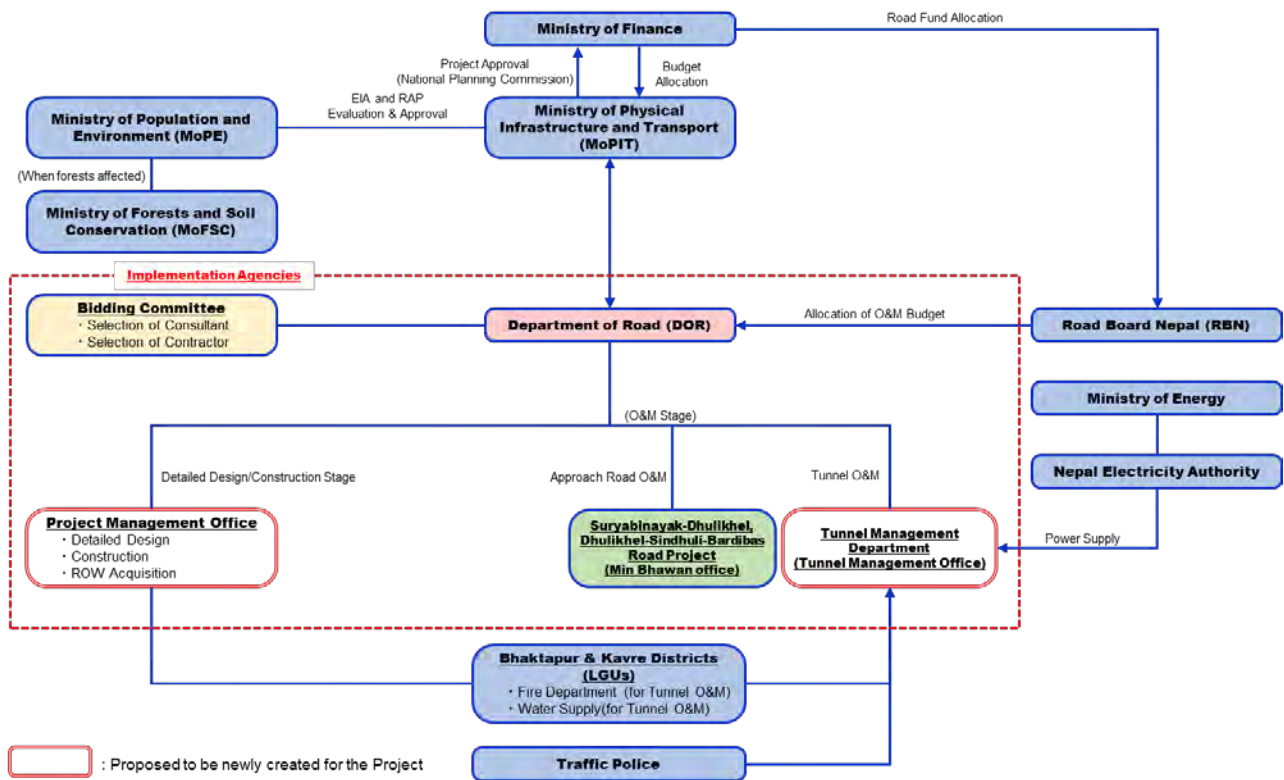 Ministry of Finance
Road Fund Allocation
Project Approval
(National Planning Commission)
Budget
Allocation
EIA and RAP
Evaluation & Approval
Ministry of Population and
Environment (MoPE)
Ministry of Physical
Infrastructure and Transport
(MoPIT)
(When forests affected)
Ministry of Forests and Soil
Conservation (MoFSC)
Implementation Agencies
Bidding Committee
・Selection of Consultant
・Selection of Contractor
Department of Road (DOR)
Allocation of O&M Budget
Road Board Nepal (RBN)
Ministry of Energy
(O&M Stage)
Detailed Design/Construction Stage
Approach Road O&M
Tunnel O&M
Nepal Electricity Authority
Project Management Office
・Detailed Design
・Construction
・ROW Acquisition
Suryabinayak-Dhulikhel,
Dhulikhel-Sindhuli-Bardibas
Road Project
(Min Bhawan office)
Tunnel Management
Department
(Tunnel Management Office)
Power Supply
Bhaktapur & Kavre Districts
(LGUs)
・Fire Department (for Tunnel O&M)
・Water Supply(for Tunnel O&M)
Traffic Police
: Proposed to be newly created for the Project